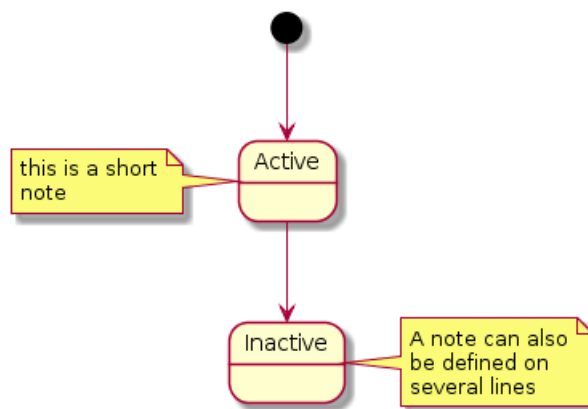 Active
this is a short
note
Inactive
A note can also
be defined on
several lines